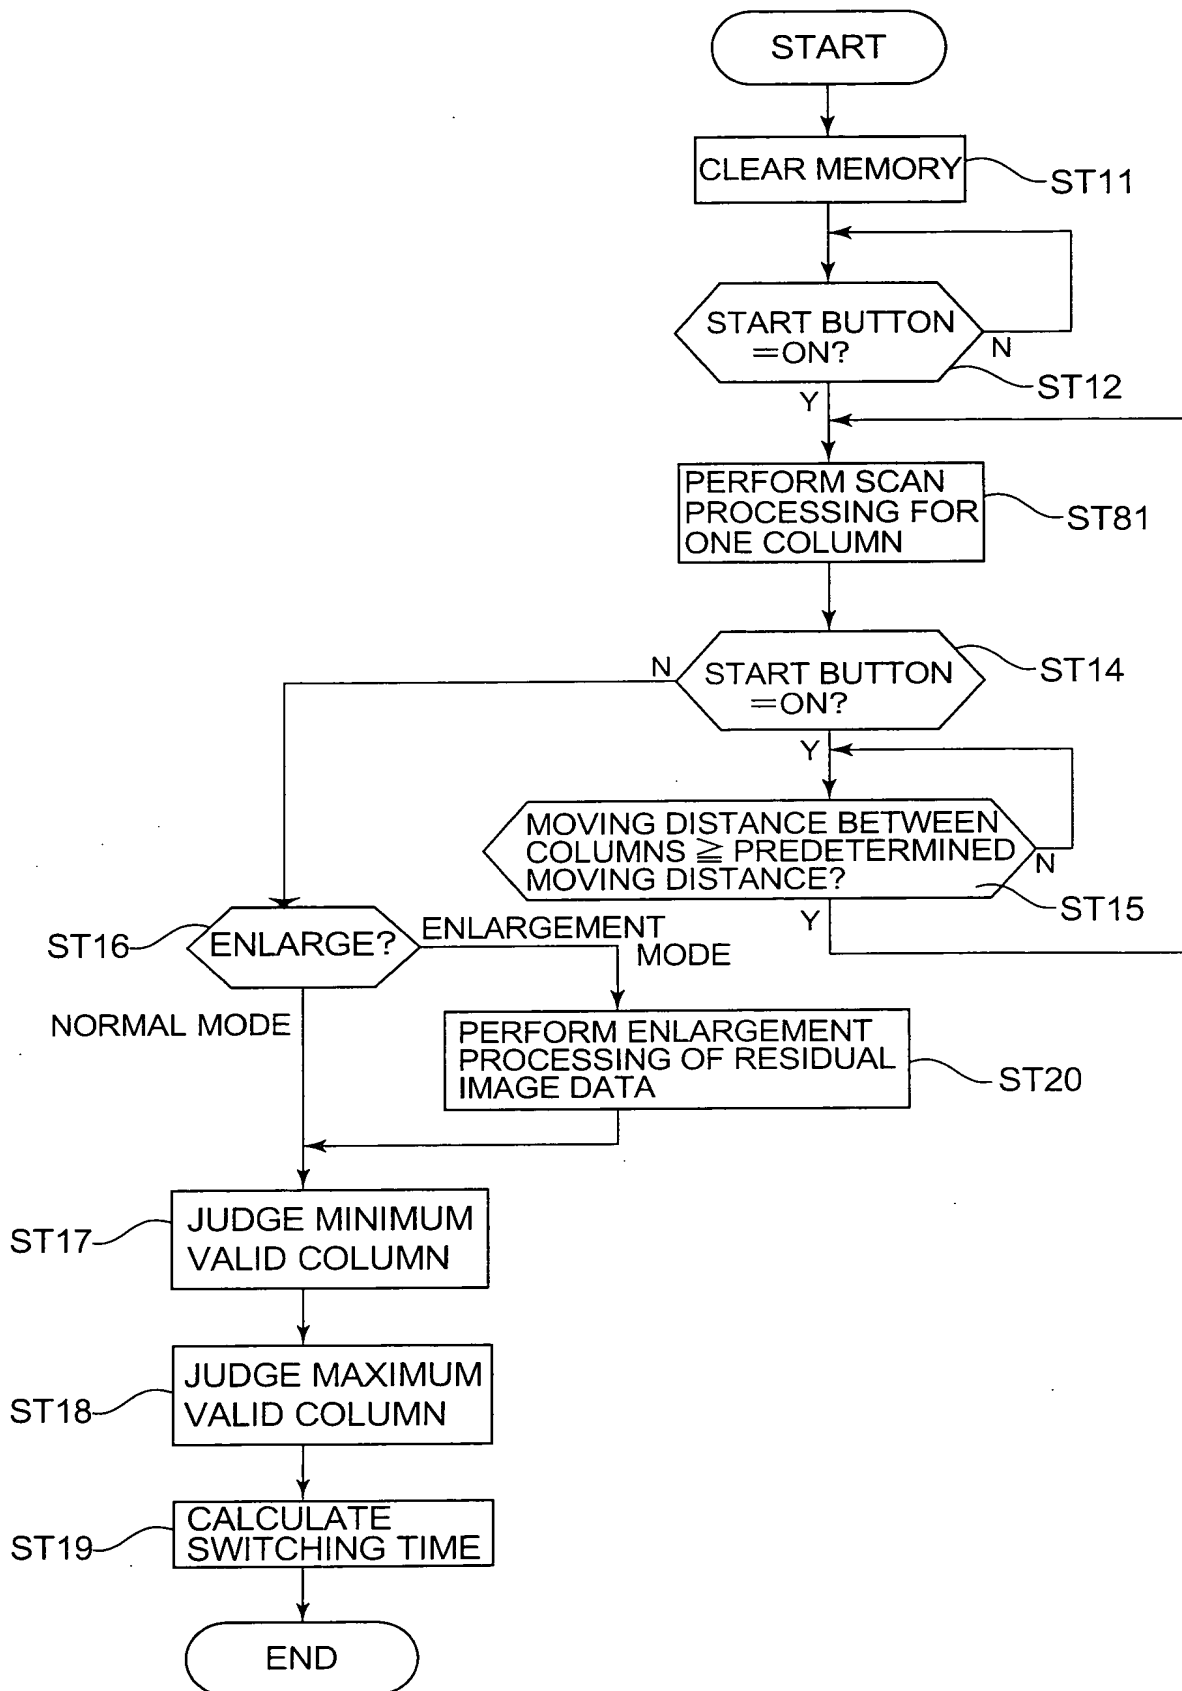 START
CLEAR MEMORY
ST11
START BUTTON
=ON?
N
ST12
Y
PERFORM SCAN
PROCESSING FOR
ONE COLUMN
ST81
N
START BUTTON
=ON?
ST14
Y
MOVING DISTANCE BETWEEN
COLUMNS ≧ PREDETERMINED
MOVING DISTANCE?
N
ST15
Y
ST16
ENLARGE?
ENLARGEMENT
MODE
NORMAL MODE
PERFORM ENLARGEMENT
PROCESSING OF RESIDUAL
IMAGE DATA
ST20
ST17
JUDGE MINIMUM
VALID COLUMN
ST18
JUDGE MAXIMUM
VALID COLUMN
ST19
CALCULATE
SWITCHING TIME
END